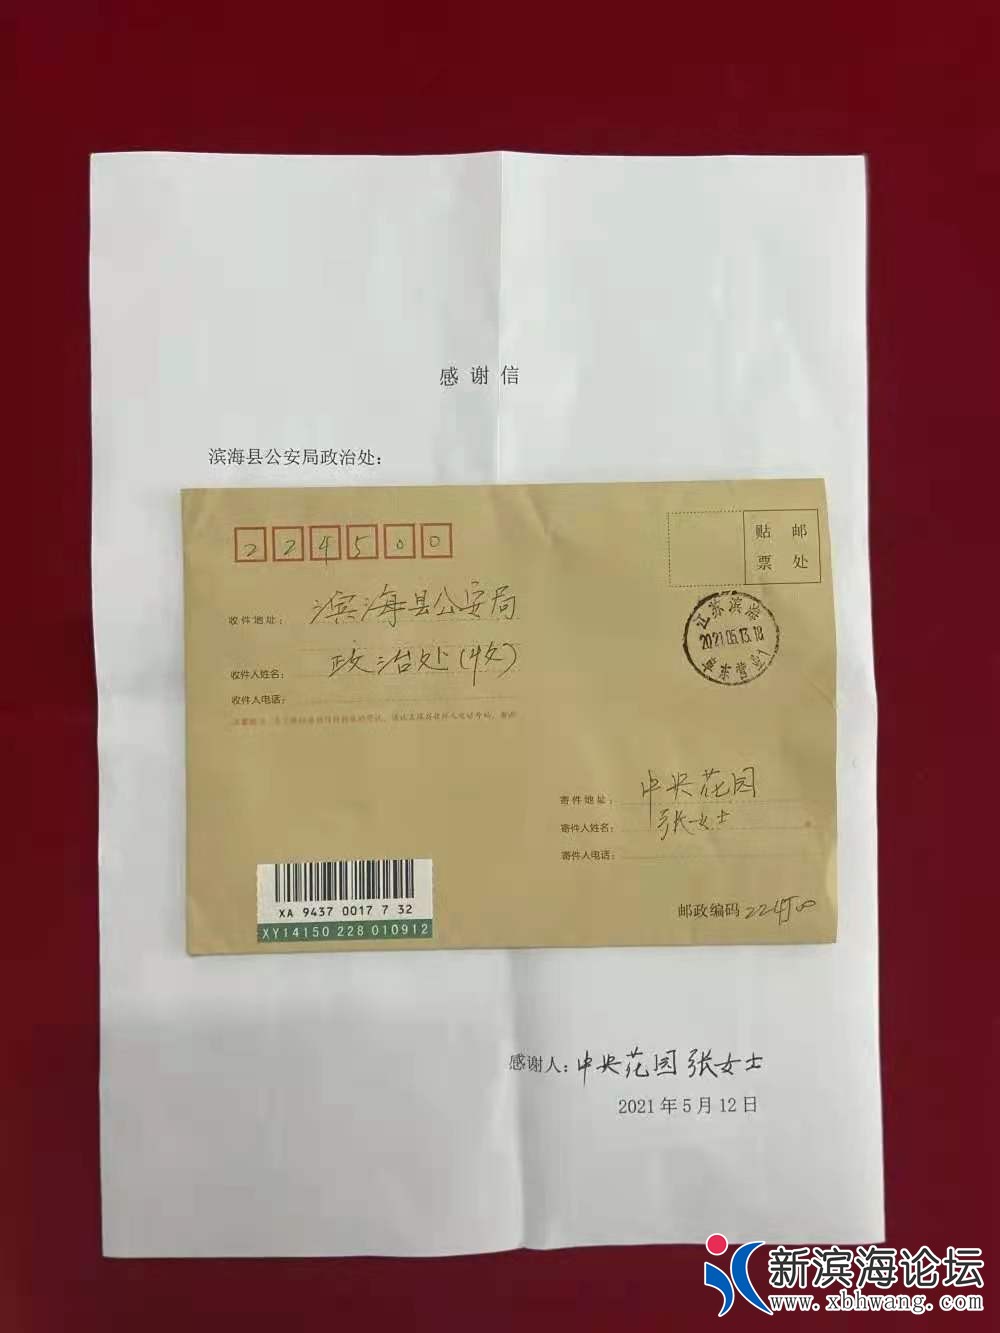 感谢信
滨海县公安局政治处：
224500
贴 邮
票 处
收件地址：滨海县公安局
收件人姓名：政治处(收)
收件人电话：
江苏滨海
2021.05.13.18
寄件地址：中央花园
寄件人姓名：张女士
寄件人电话：
XA 9437 0017 7 32
XY14150 228 010912
邮政编码 224500
感谢人：中央花园 张女士
2021年5月12日
新滨海论坛
www.xbhwang.com